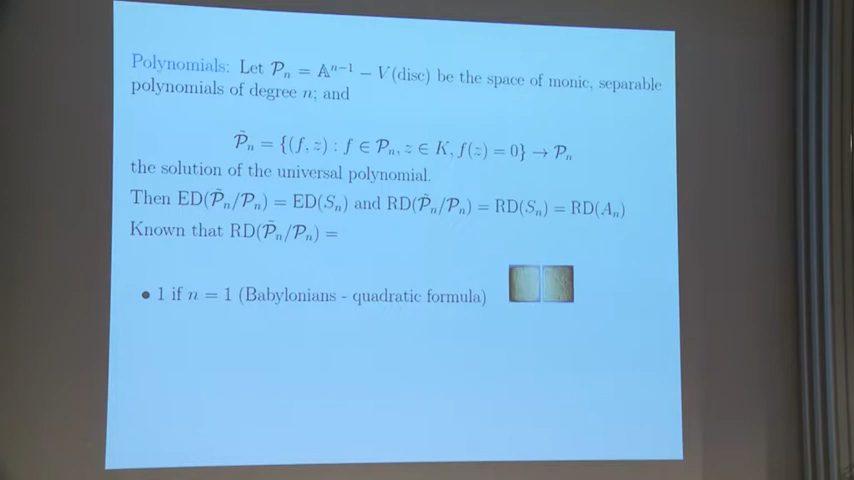 Polynomials: Let 𝒫ₙ = 𝔸ⁿ⁻¹ − V(disc) be the space of monic, separable
polynomials of degree n; and
𝒫̃ₙ = {(f, z) : f ∈ 𝒫ₙ, z ∈ K, f(z) = 0} → 𝒫ₙ
the solution of the universal polynomial.
Then ED(𝒫̃ₙ/𝒫ₙ) = ED(Sₙ) and RD(𝒫̃ₙ/𝒫ₙ) = RD(Sₙ) = RD(Aₙ)
Known that RD(𝒫̃ₙ/𝒫ₙ) =
• 1 if n = 1 (Babylonians - quadratic formula)